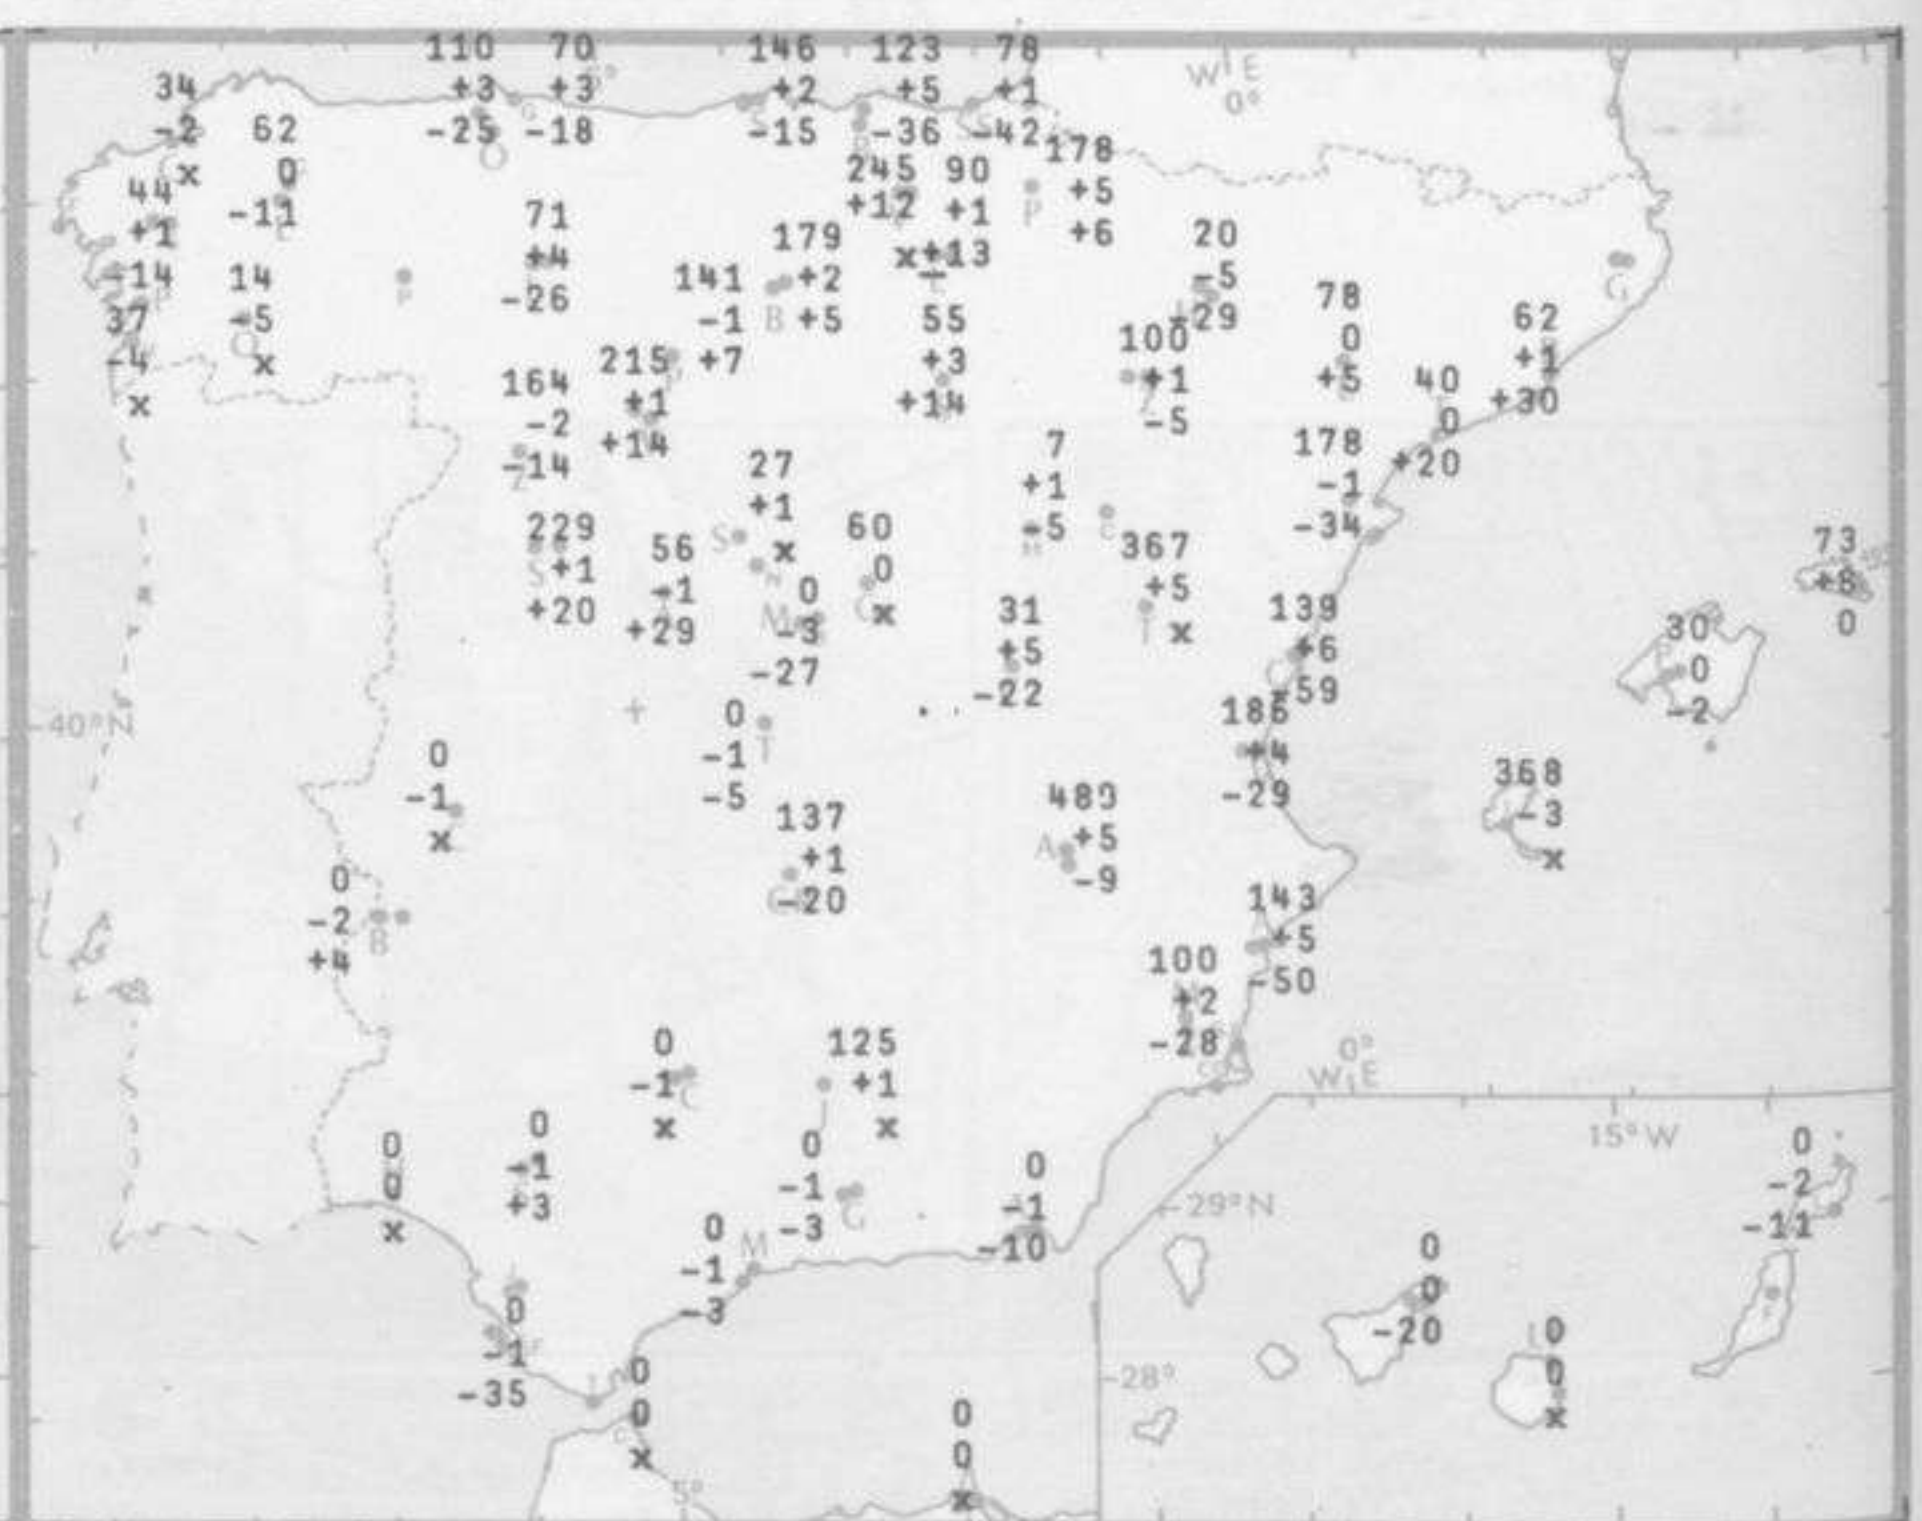 110 70 146 123 78
W E
0°
34 +3 +3 +2 +5 +1
-2 62 -25 -18 -15 -36 -42
178
x 0 245 90
44 +5
+1 -11 +12 +1 P
71 179 +6 20
-14 14 +4 x +13
141 +2 -5
37 -5 -26 -1 B +5 55 +29 78 62
G
-4 x 215 +7 +3 100 0 +1
x 164 +1 +14 +1 +5 40 +30
-2 +14 -5 0
-14 27 7 178 +20
Z +1 +1 -1
229 56 S x 60 -5 367 -34 73
S +1 +1 0 +5 +8
+20 +29 M 0 x 31 T x 139 30 0
-3 +5 +6 0
-27 -22 -59 -2
40°N 0 T 186
0 -1 +4 368
-1 -5 137 489 -29 -3
x +1 A +5 x
0 -20 -9 143
-2 B +5
+4 100 -50
+2
0 125 -28 0°
-1 C +1 W E
0 0 x J x 15°W 0
0 -1 0 0 -2
x +3 -1 G -1 29°N -11
0 M -3 -10 0
-1 0
0 -3 -20 0
-1 0 28° 0
-35 0 0 x
x 0
5° x